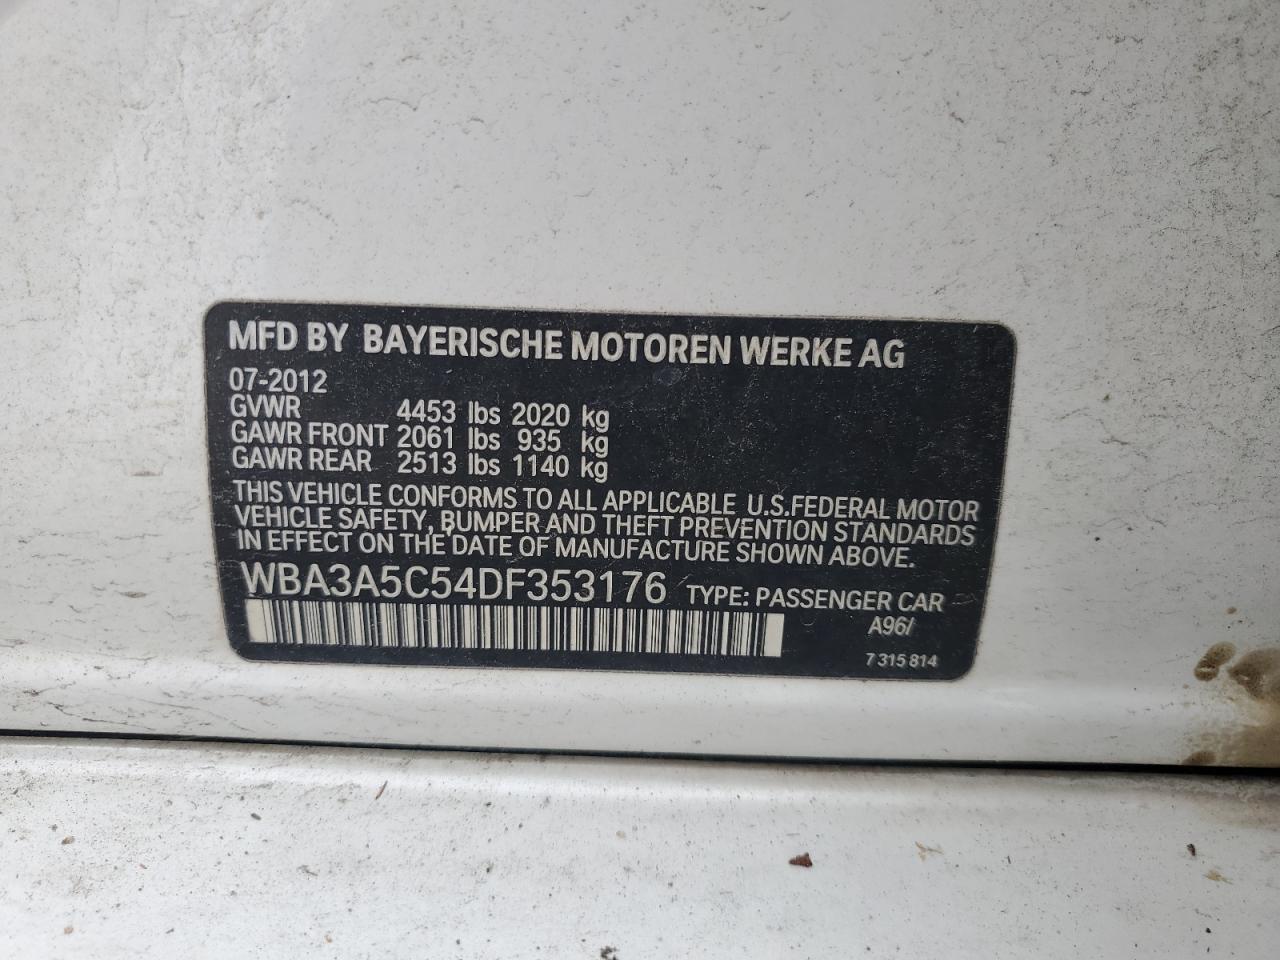 MFD BY BAYERISCHE MOTOREN WERKE AG
07-2012
GVWR 4453 lbs 2020 kg
GAWR FRONT 2061 lbs 935 kg
GAWR REAR 2513 lbs 1140 kg
THIS VEHICLE CONFORMS TO ALL APPLICABLE U.S.FEDERAL MOTOR
VEHICLE SAFETY, BUMPER AND THEFT PREVENTION STANDARDS
IN EFFECT ON THE DATE OF MANUFACTURE SHOWN ABOVE.
WBA3A5C54DF353176 TYPE: PASSENGER CAR
A96/
7 315 814